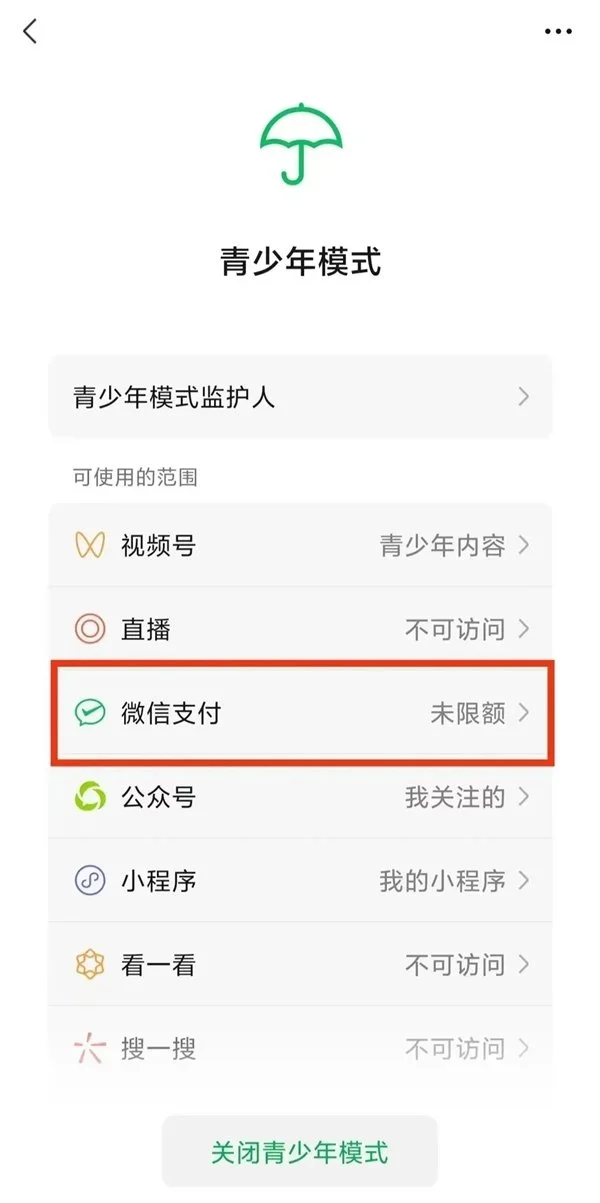 青少年模式
青少年模式监护人
可使用的范围
视频号 青少年内容
直播 不可访问
微信支付 未限额
公众号 我关注的
小程序 我的小程序
看一看 不可访问
搜一搜 不可访问
关闭青少年模式